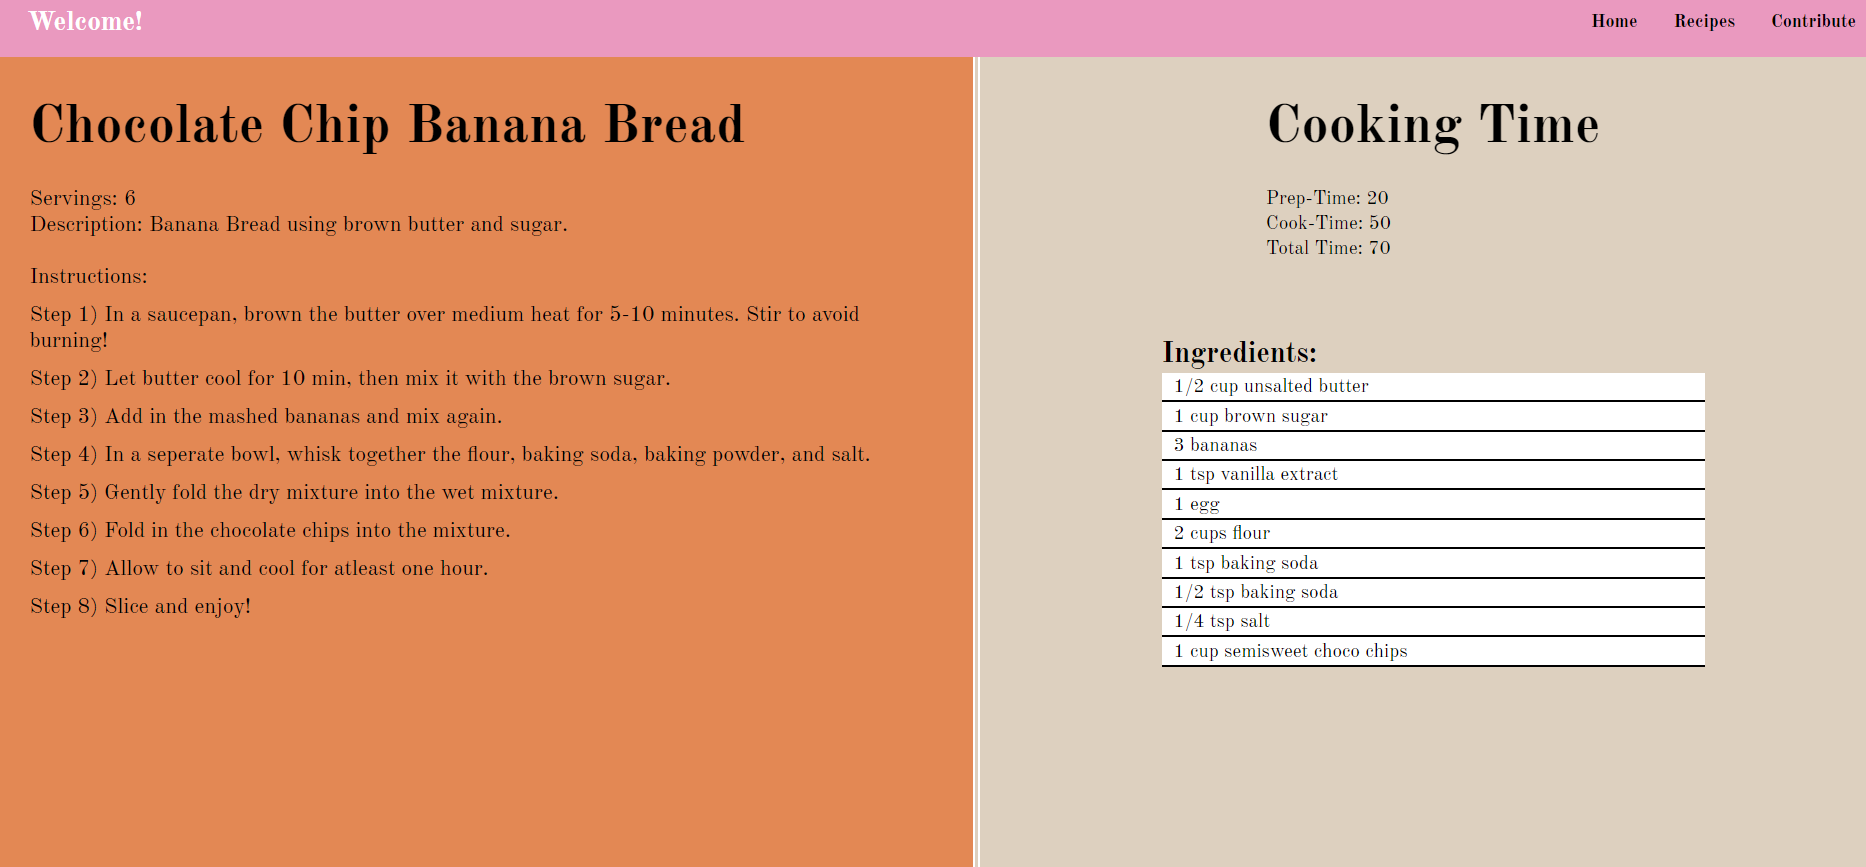 Welcome!
Home
Recipes
Contribute
Chocolate Chip Banana Bread
Servings: 6
Description: Banana Bread using brown butter and sugar.
Instructions:
Step 1) In a saucepan, brown the butter over medium heat for 5-10 minutes. Stir to avoid
burning!
Step 2) Let butter cool for 10 min, then mix it with the brown sugar.
Step 3) Add in the mashed bananas and mix again.
Step 4) In a seperate bowl, whisk together the flour, baking soda, baking powder, and salt.
Step 5) Gently fold the dry mixture into the wet mixture.
Step 6) Fold in the chocolate chips into the mixture.
Step 7) Allow to sit and cool for atleast one hour.
Step 8) Slice and enjoy!
Cooking Time
Prep-Time: 20
Cook-Time: 50
Total Time: 70
Ingredients:
1/2 cup unsalted butter
1 cup brown sugar
3 bananas
1 tsp vanilla extract
1 egg
2 cups flour
1 tsp baking soda
1/2 tsp baking soda
1/4 tsp salt
1 cup semisweet choco chips